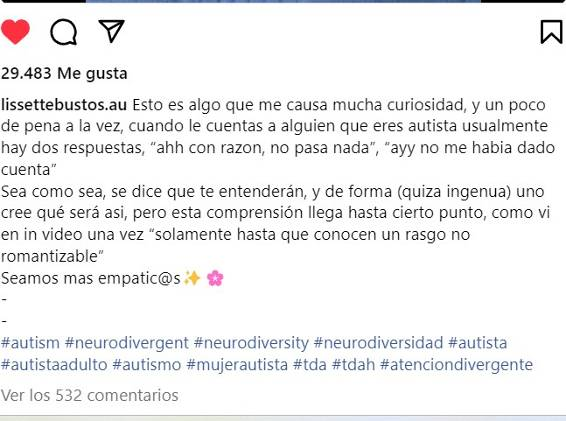 29.483 Me gusta
lissettebustos.au Esto es algo que me causa mucha curiosidad, y un poco
de pena a la vez, cuando le cuentas a alguien que eres autista usualmente
hay dos respuestas, “ahh con razon, no pasa nada”, “ayy no me habia dado
cuenta”
Sea como sea, se dice que te entenderán, y de forma (quiza ingenua) uno
cree qué será asi, pero esta comprensión llega hasta cierto punto, como vi
en in video una vez “solamente hasta que conocen un rasgo no
romantizable”
Seamos mas empatic@s✨🌸
-
-
#autism #neurodivergent #neurodiversity #neurodiversidad #autista
#autistaadulto #autismo #mujerautista #tda #tdah #atenciondivergente
Ver los 532 comentarios